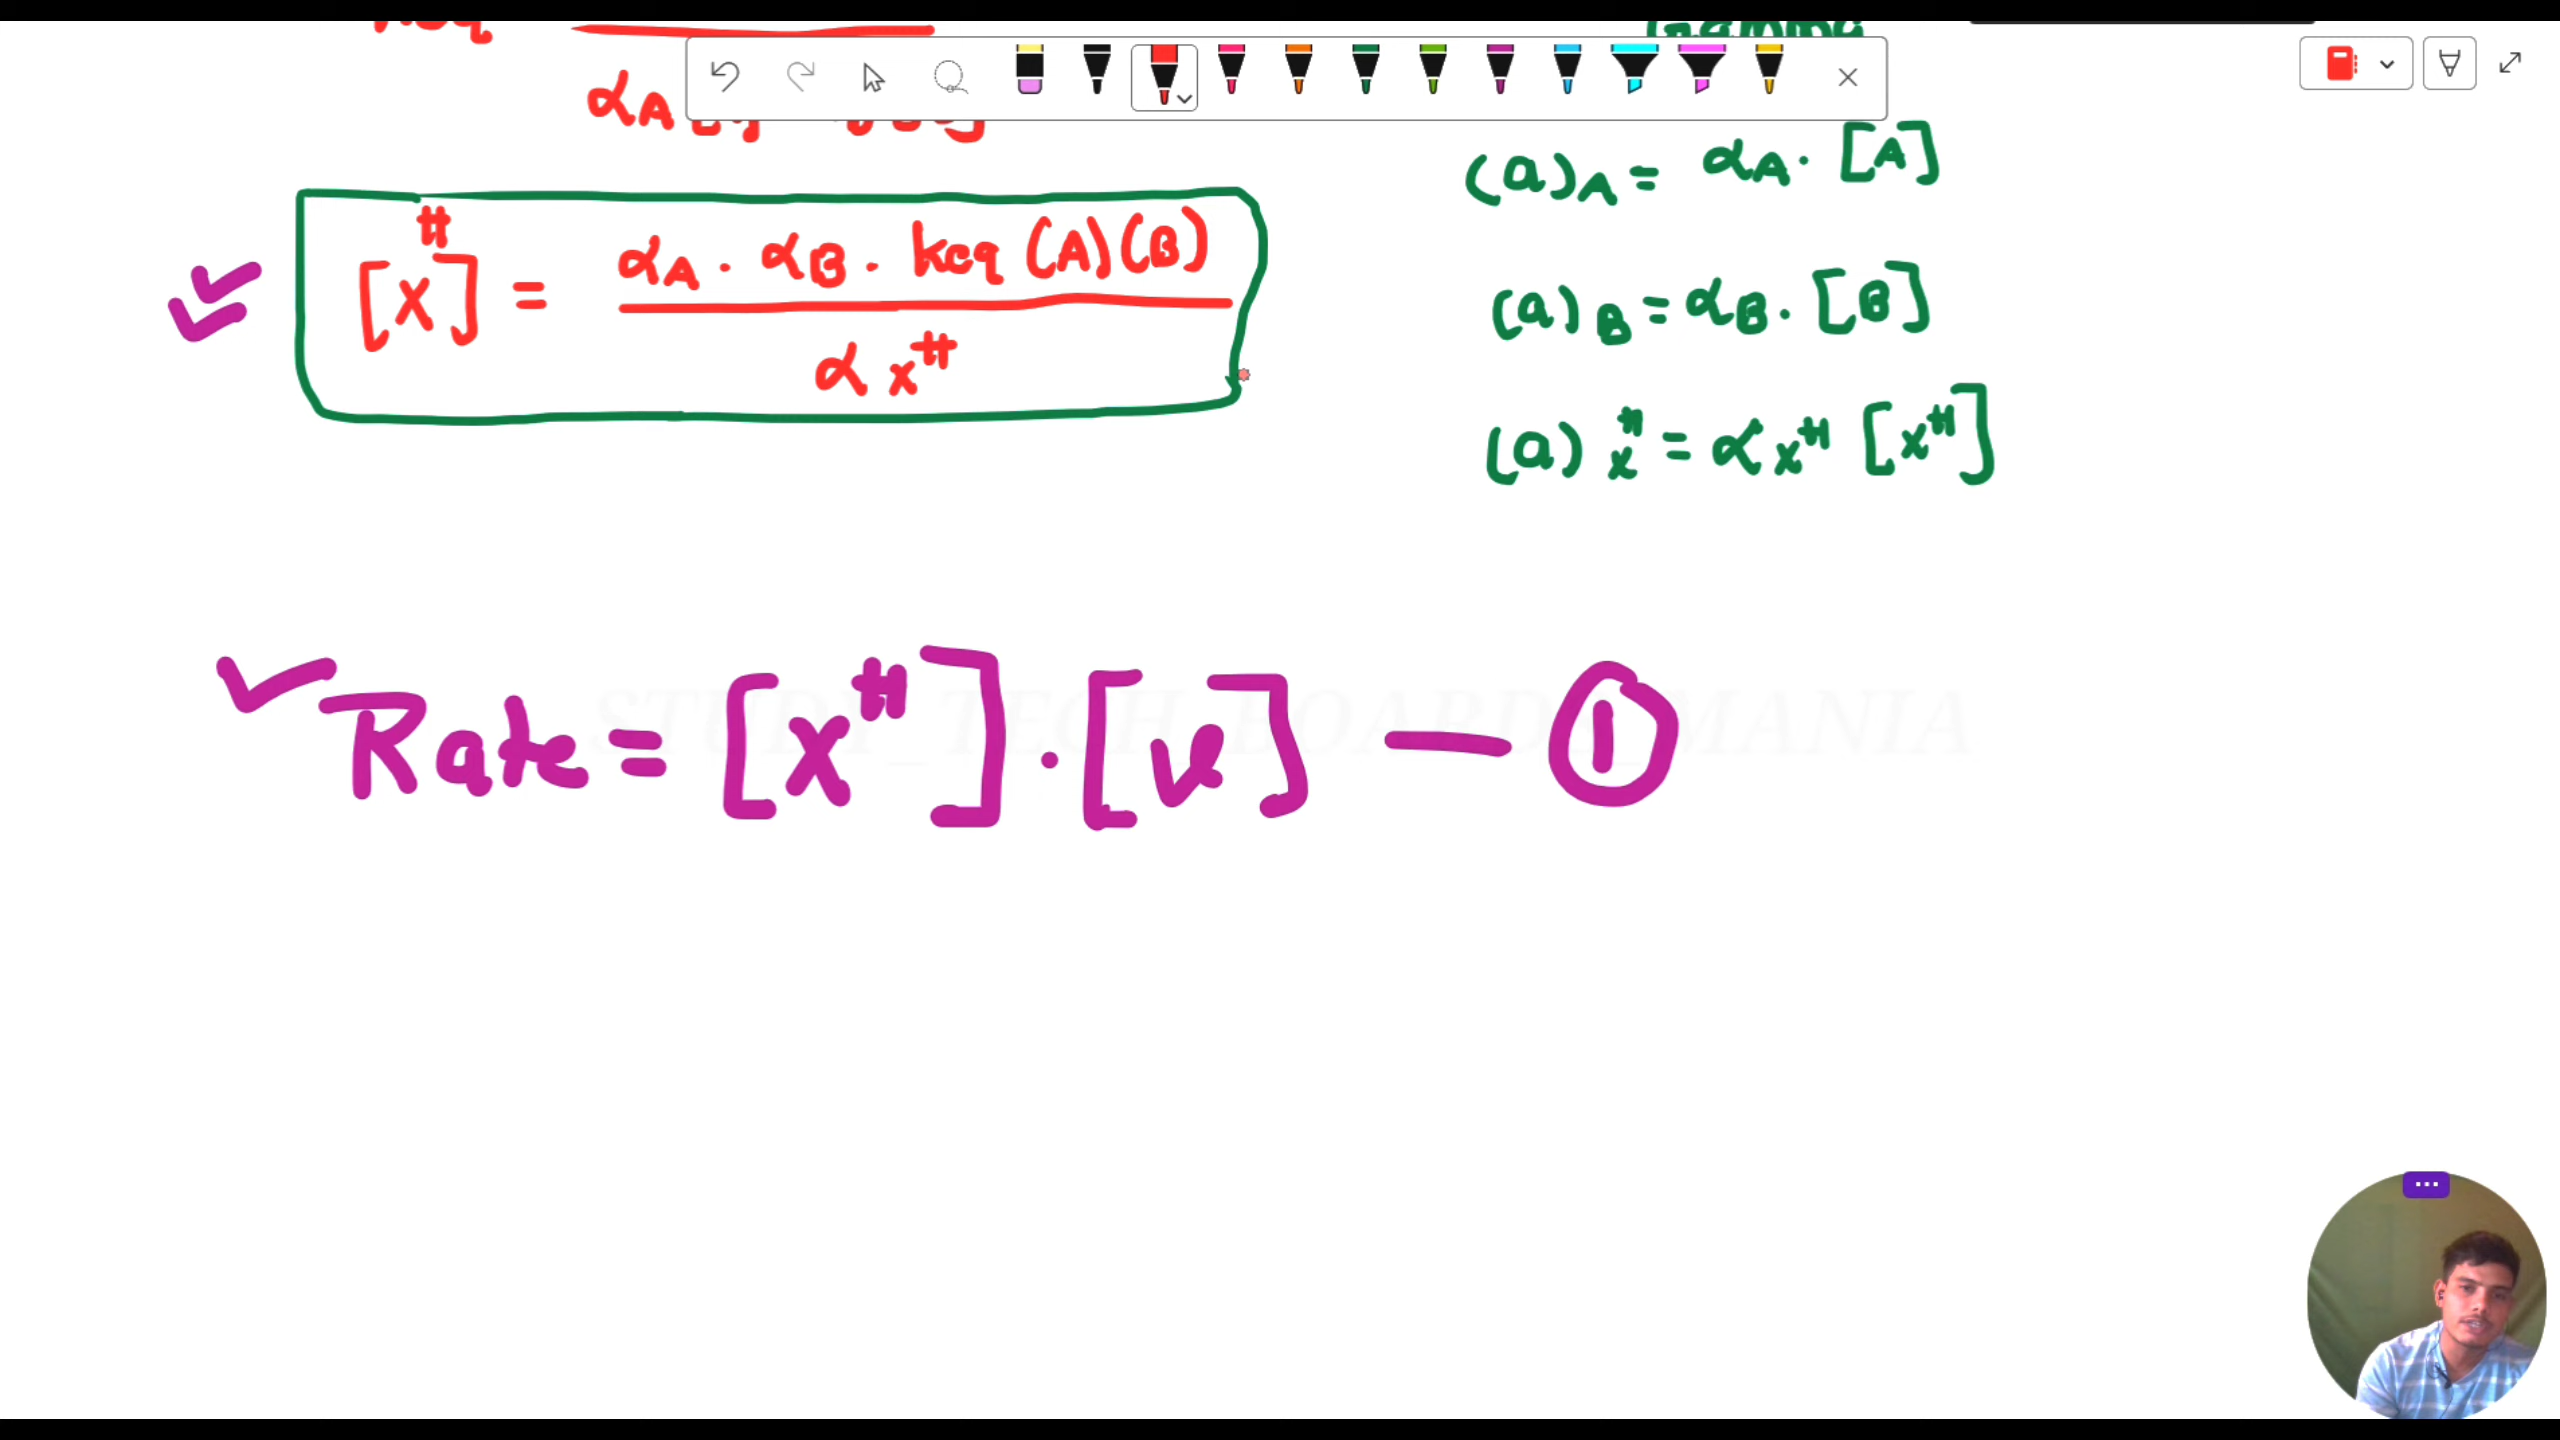 αA
(a)A = αA · [A]
[X]^# = αA · αB · keq (A)(B)
αx^#
(a)B = αB · [B]
(a)x^# = αx^# [x^#]
Rate = [X^#] · [ν] — ①
STUDY_TECH_BOARD_MANIA